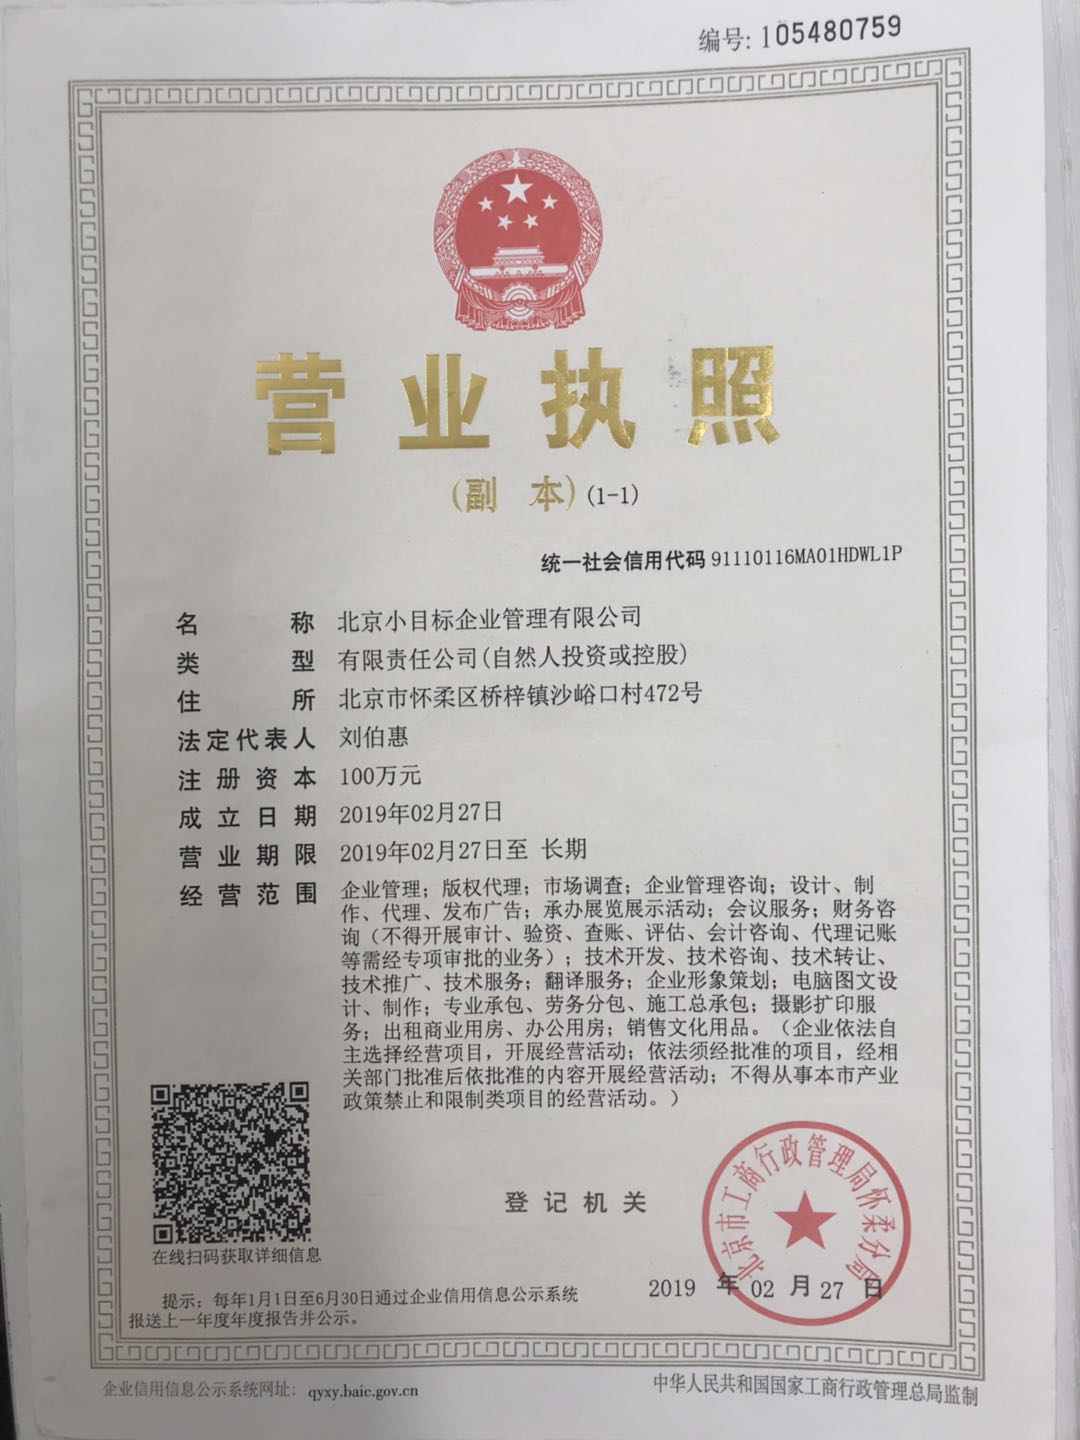 编号: 105480759
营业执照
(副 本) (1-1)
统一社会信用代码 91110116MA01HDWL1P
名称 北京小目标企业管理有限公司
类型 有限责任公司(自然人投资或控股)
住所 北京市怀柔区桥梓镇沙峪口村472号
法定代表人 刘伯惠
注册资本 100万元
成立日期 2019年02月27日
营业期限 2019年02月27日至 长期
经营范围 企业管理；版权代理；市场调查；企业管理咨询；设计、制
作、代理、发布广告；承办展览展示活动；会议服务；财务咨
询（不得开展审计、验资、查账、评估、会计咨询、代理记账
等需经专项审批的业务）；技术开发、技术咨询、技术转让、
技术推广、技术服务；翻译服务；企业形象策划；电脑图文设
计、制作；专业承包、劳务分包、施工总承包；摄影扩印服
务；出租商业用房、办公用房；销售文化用品。（企业依法自
主选择经营项目，开展经营活动；依法须经批准的项目，经相
关部门批准后依批准的内容开展经营活动；不得从事本市产业
政策禁止和限制类项目的经营活动。）
在线扫码获取详细信息
登记机关
北京市工商行政管理局怀柔分局
2019 年 02 月 27 日
提示：每年1月1日至6月30日通过企业信用信息公示系统
报送上一年度年度报告并公示。
企业信用信息公示系统网址：qyxy.baic.gov.cn
中华人民共和国国家工商行政管理总局监制